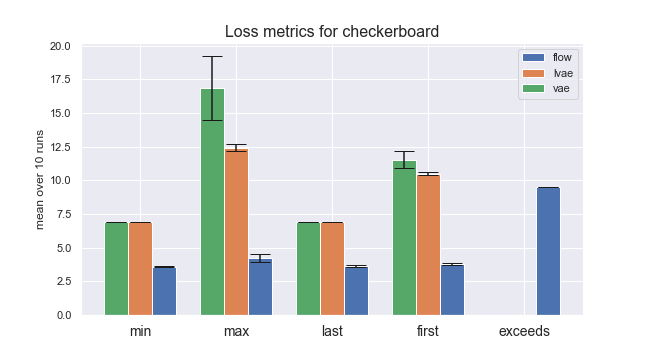 Loss metrics for checkerboard
20.0
17.5
15.0
12.5
10.0
7.5
5.0
2.5
0.0
mean over 10 runs
flow
lvae
vae
min
max
last
first
exceeds